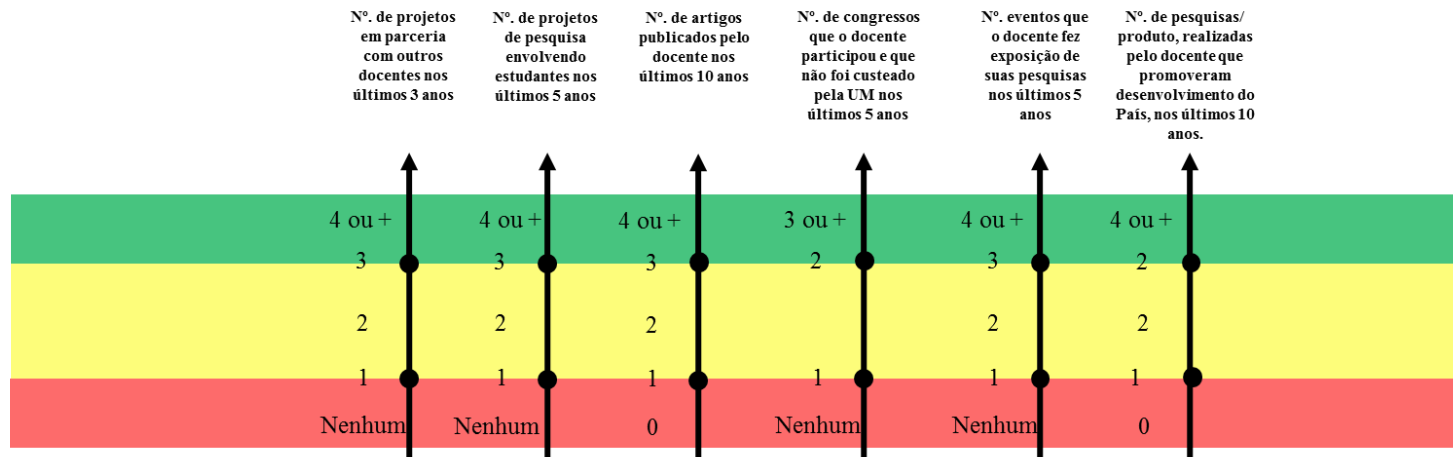 Nº. de projetos
em parceria
com outros
docentes nos
últimos 3 anos
Nº. de projetos
de pesquisa
envolvendo
estudantes nos
últimos 5 anos
Nº. de artigos
publicados pelo
docente nos
últimos 10 anos
Nº. de congressos
que o docente
participou e que
não foi custeado
pela UM nos
últimos 5 anos
Nº. eventos que
o docente fez
exposição de
suas pesquisas
nos últimos 5
anos
Nº. de pesquisas/
produto, realizadas
pelo docente que
promoveram
desenvolvimento do
País, nos últimos 10
anos.
4 ou +
4 ou +
4 ou +
3 ou +
4 ou +
4 ou +
3
3
3
2
3
2
2
2
2
2
2
1
1
1
1
1
1
Nenhum
Nenhum
0
Nenhum
Nenhum
0